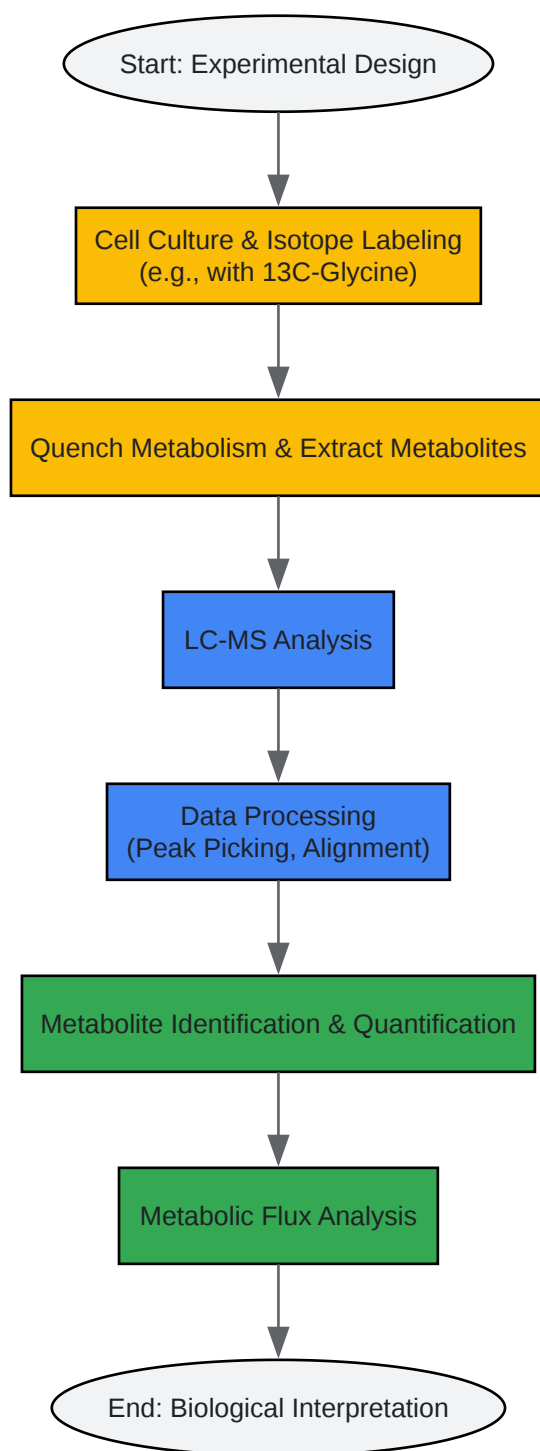 Start: Experimental Design
Cell Culture & Isotope Labeling
(e.g., with 13C-Glycine)
Quench Metabolism & Extract Metabolites
LC-MS Analysis
Data Processing
(Peak Picking, Alignment)
Metabolite Identification & Quantification
Metabolic Flux Analysis
End: Biological Interpretation